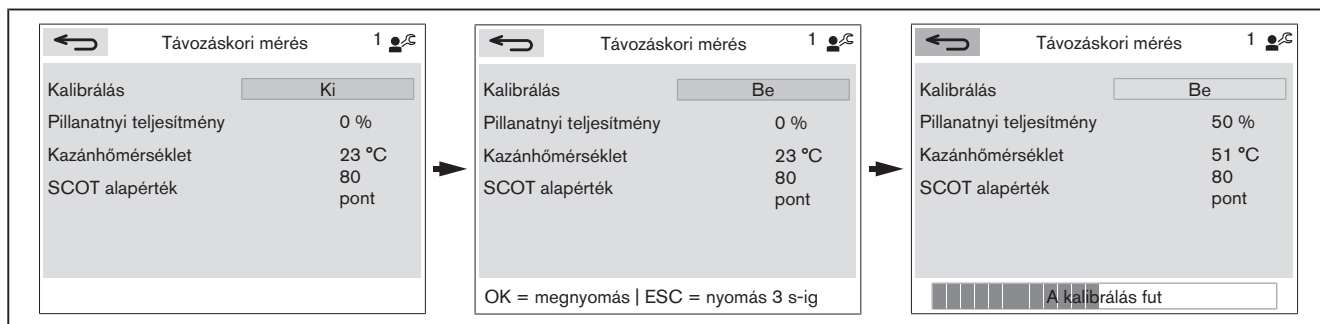 Távozáskori mérés 1
Kalibrálás Ki
Pillanatnyi teljesítmény 0 %
Kazánhőmérséklet 23 °C
SCOT alapérték 80
pont
Távozáskori mérés 1
Kalibrálás Be
Pillanatnyi teljesítmény 0 %
Kazánhőmérséklet 23 °C
SCOT alapérték 80
pont
OK = megnyomás | ESC = nyomás 3 s-ig
Távozáskori mérés 1
Kalibrálás Be
Pillanatnyi teljesítmény 50 %
Kazánhőmérséklet 51 °C
SCOT alapérték 80
pont
A kalibrálás fut